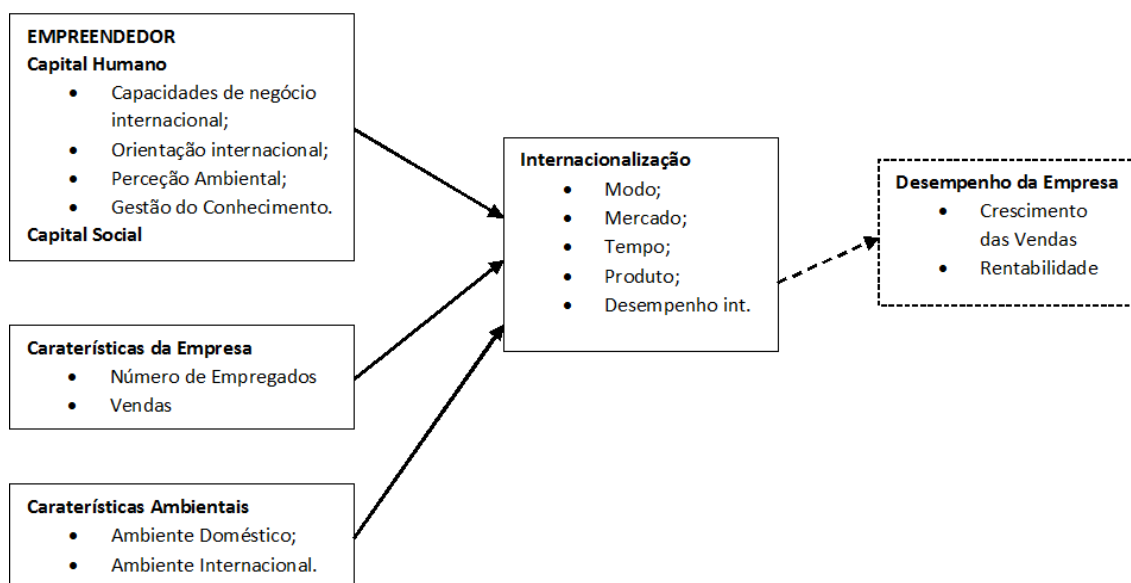 EMPREENDEDOR
Capital Humano
• Capacidades de negócio
internacional;
• Orientação internacional;
• Perceção Ambiental;
• Gestão do Conhecimento.
Capital Social
Caraterísticas da Empresa
• Número de Empregados
• Vendas
Caraterísticas Ambientais
• Ambiente Doméstico;
• Ambiente Internacional.
Internacionalização
• Modo;
• Mercado;
• Tempo;
• Produto;
• Desempenho int.
Desempenho da Empresa
• Crescimento
das Vendas
• Rentabilidade